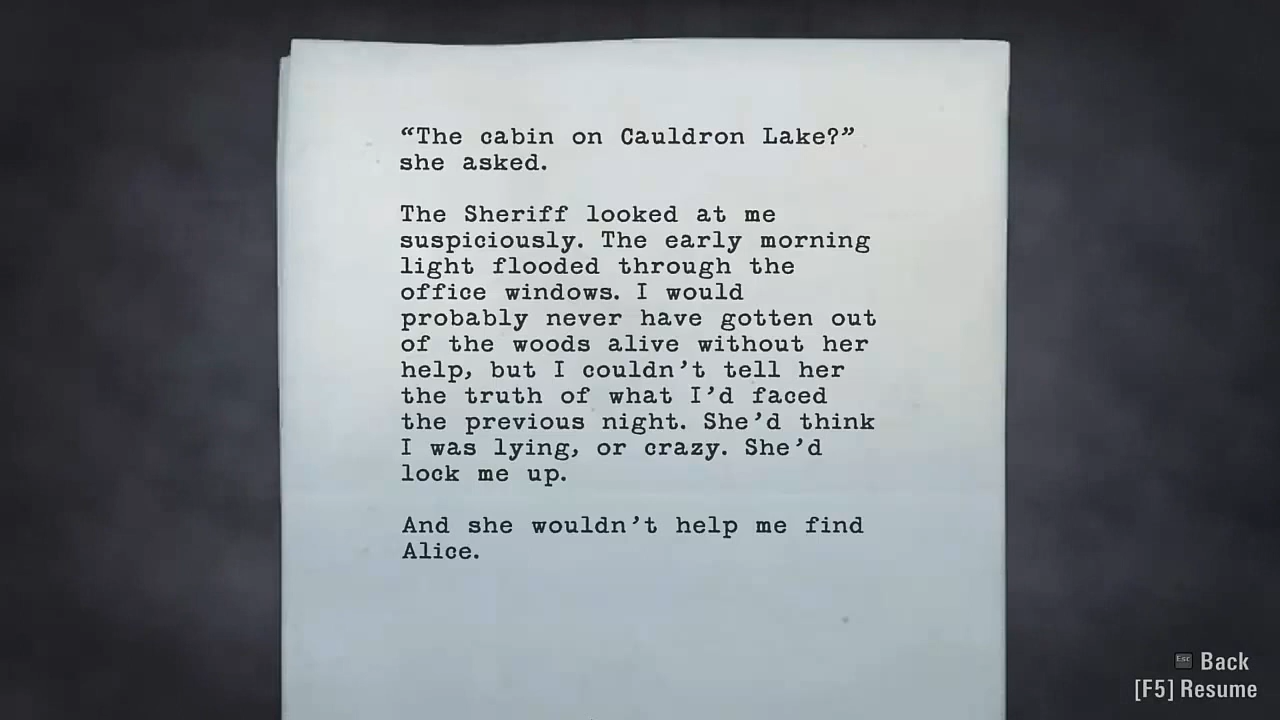 “The cabin on Cauldron Lake?”
she asked.
The Sheriff looked at me
suspiciously. The early morning
light flooded through the
office windows. I would
probably never have gotten out
of the woods alive without her
help, but I couldn’t tell her
the truth of what I’d faced
the previous night. She’d think
I was lying, or crazy. She’d
lock me up.
And she wouldn’t help me find
Alice.
Esc Back
[F5] Resume